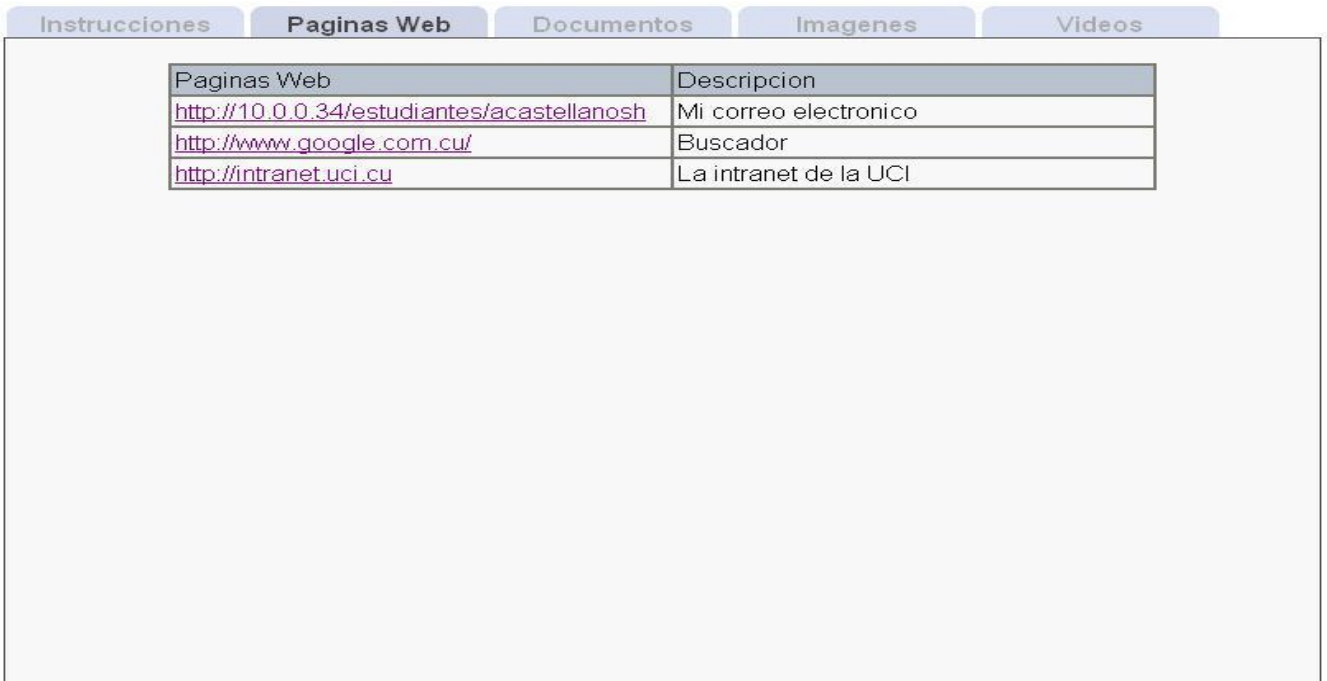 Instrucciones Paginas Web Documentos Imagenes Videos
Paginas Web Descripcion
http://10.0.0.34/estudiantes/acastellanosh Mi correo electronico
http://www.google.com.cu/ Buscador
http://intranet.uci.cu La intranet de la UCI